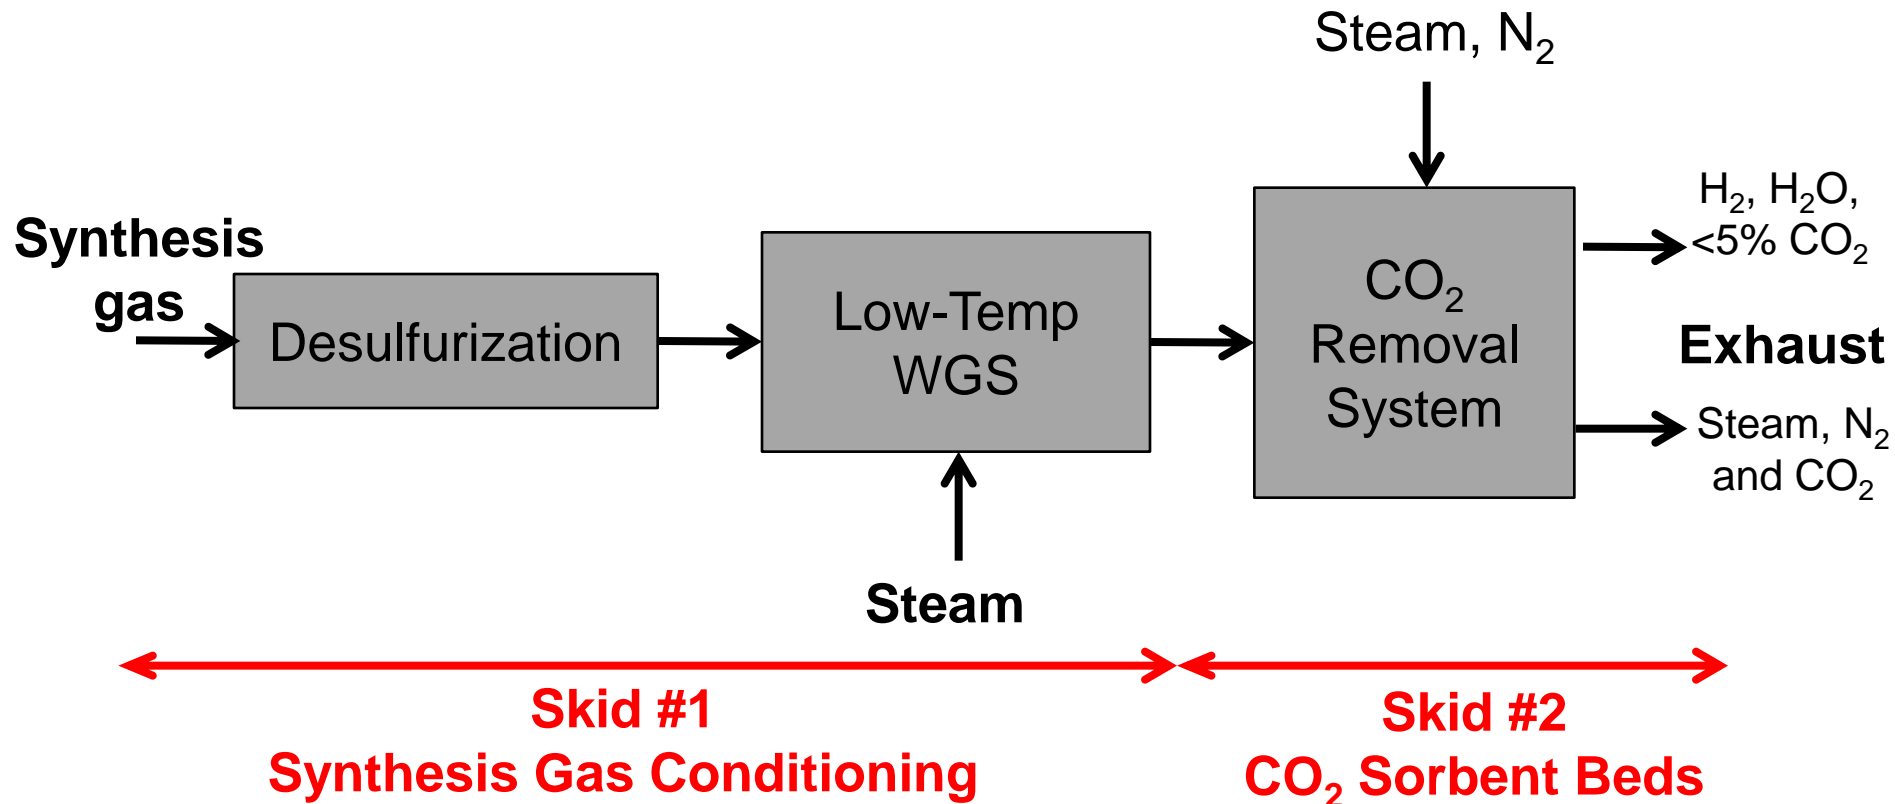 Steam, N₂
Synthesis
gas
Desulfurization
Low-Temp
WGS
Steam
CO₂
Removal
System
H₂, H₂O,
<5% CO₂
Exhaust
Steam, N₂
and CO₂
Skid #1
Synthesis Gas Conditioning
Skid #2
CO₂ Sorbent Beds